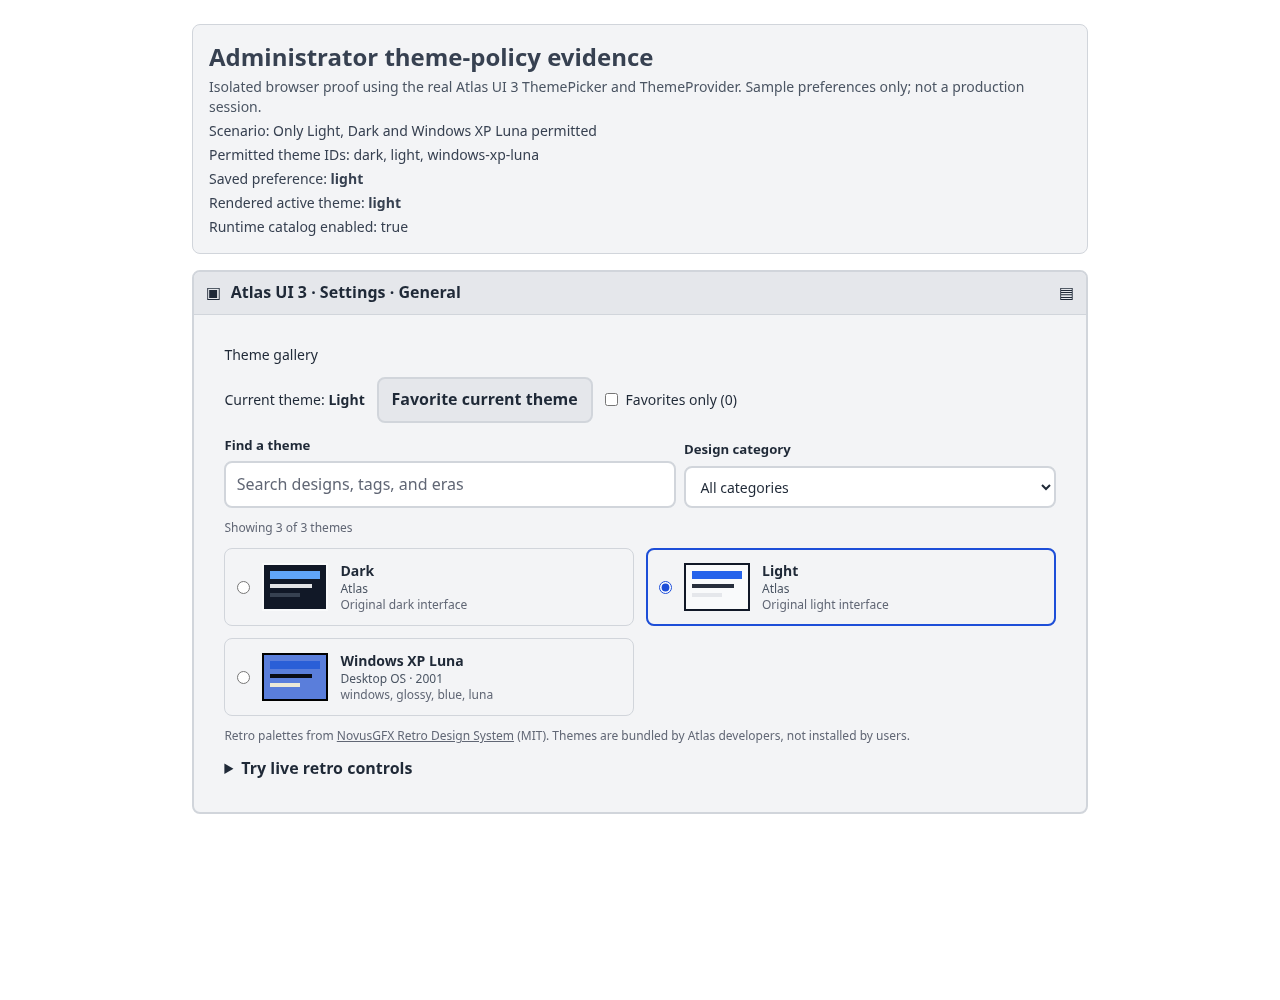 Administrator theme-policy evidence
Isolated browser proof using the real Atlas UI 3 ThemePicker and ThemeProvider. Sample preferences only; not a production
session.
Scenario: Only Light, Dark and Windows XP Luna permitted
Permitted theme IDs: dark, light, windows-xp-luna
Saved preference: light
Rendered active theme: light
Runtime catalog enabled: true
Atlas UI 3 · Settings · General
Theme gallery
Current theme: Light
Favorite current theme
Favorites only (0)
Find a theme
Design category
Search designs, tags, and eras
All categories
Showing 3 of 3 themes
Dark
Atlas
Original dark interface
Light
Atlas
Original light interface
Windows XP Luna
Desktop OS · 2001
windows, glossy, blue, luna
Retro palettes from NovusGFX Retro Design System (MIT). Themes are bundled by Atlas developers, not installed by users.
Try live retro controls